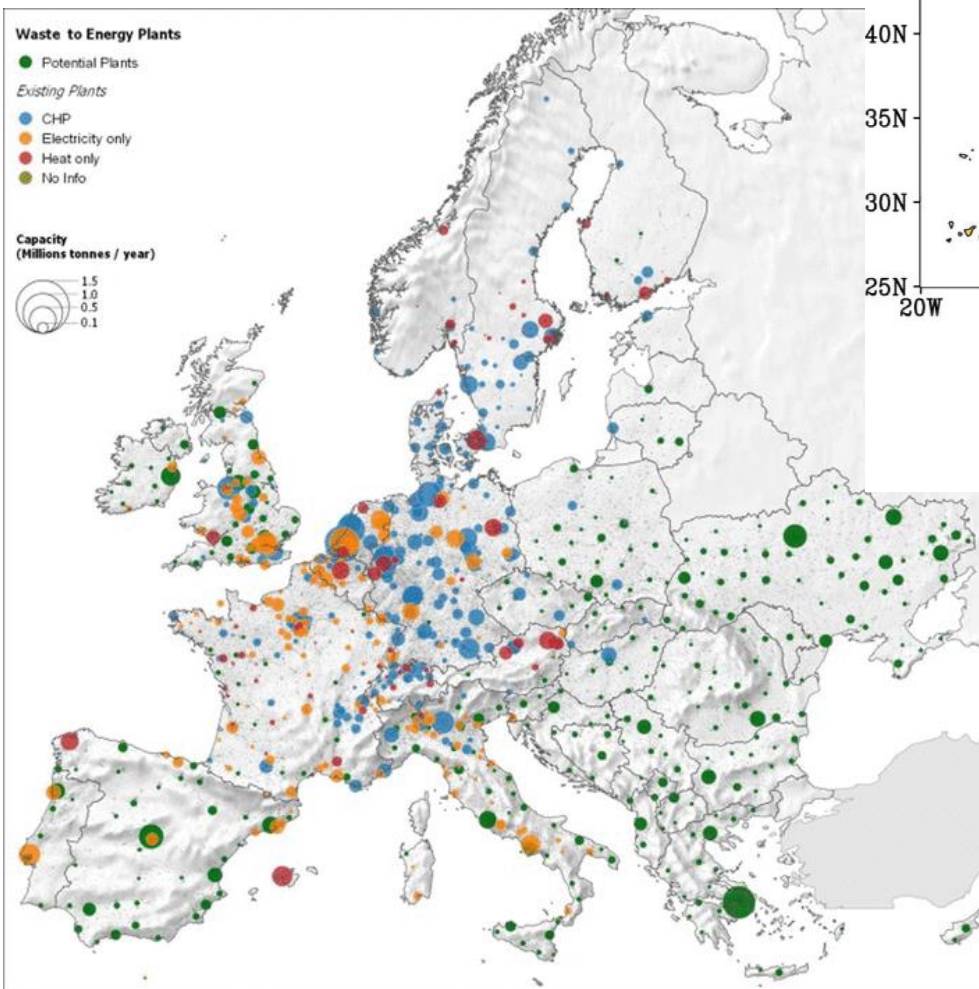 Waste to Energy Plants
Potential Plants
Existing Plants
CHP
Electricity only
Heat only
No Info
Capacity
(Millions tonnes / year)
1.5
1.0
0.5
0.1
40N
35N
30N
25N
20W